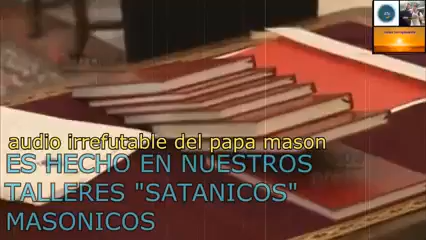 audio irrefutable del papa mason
ES HECHO EN NUESTROS
TALLERES "SATANICOS"
MASONICOS